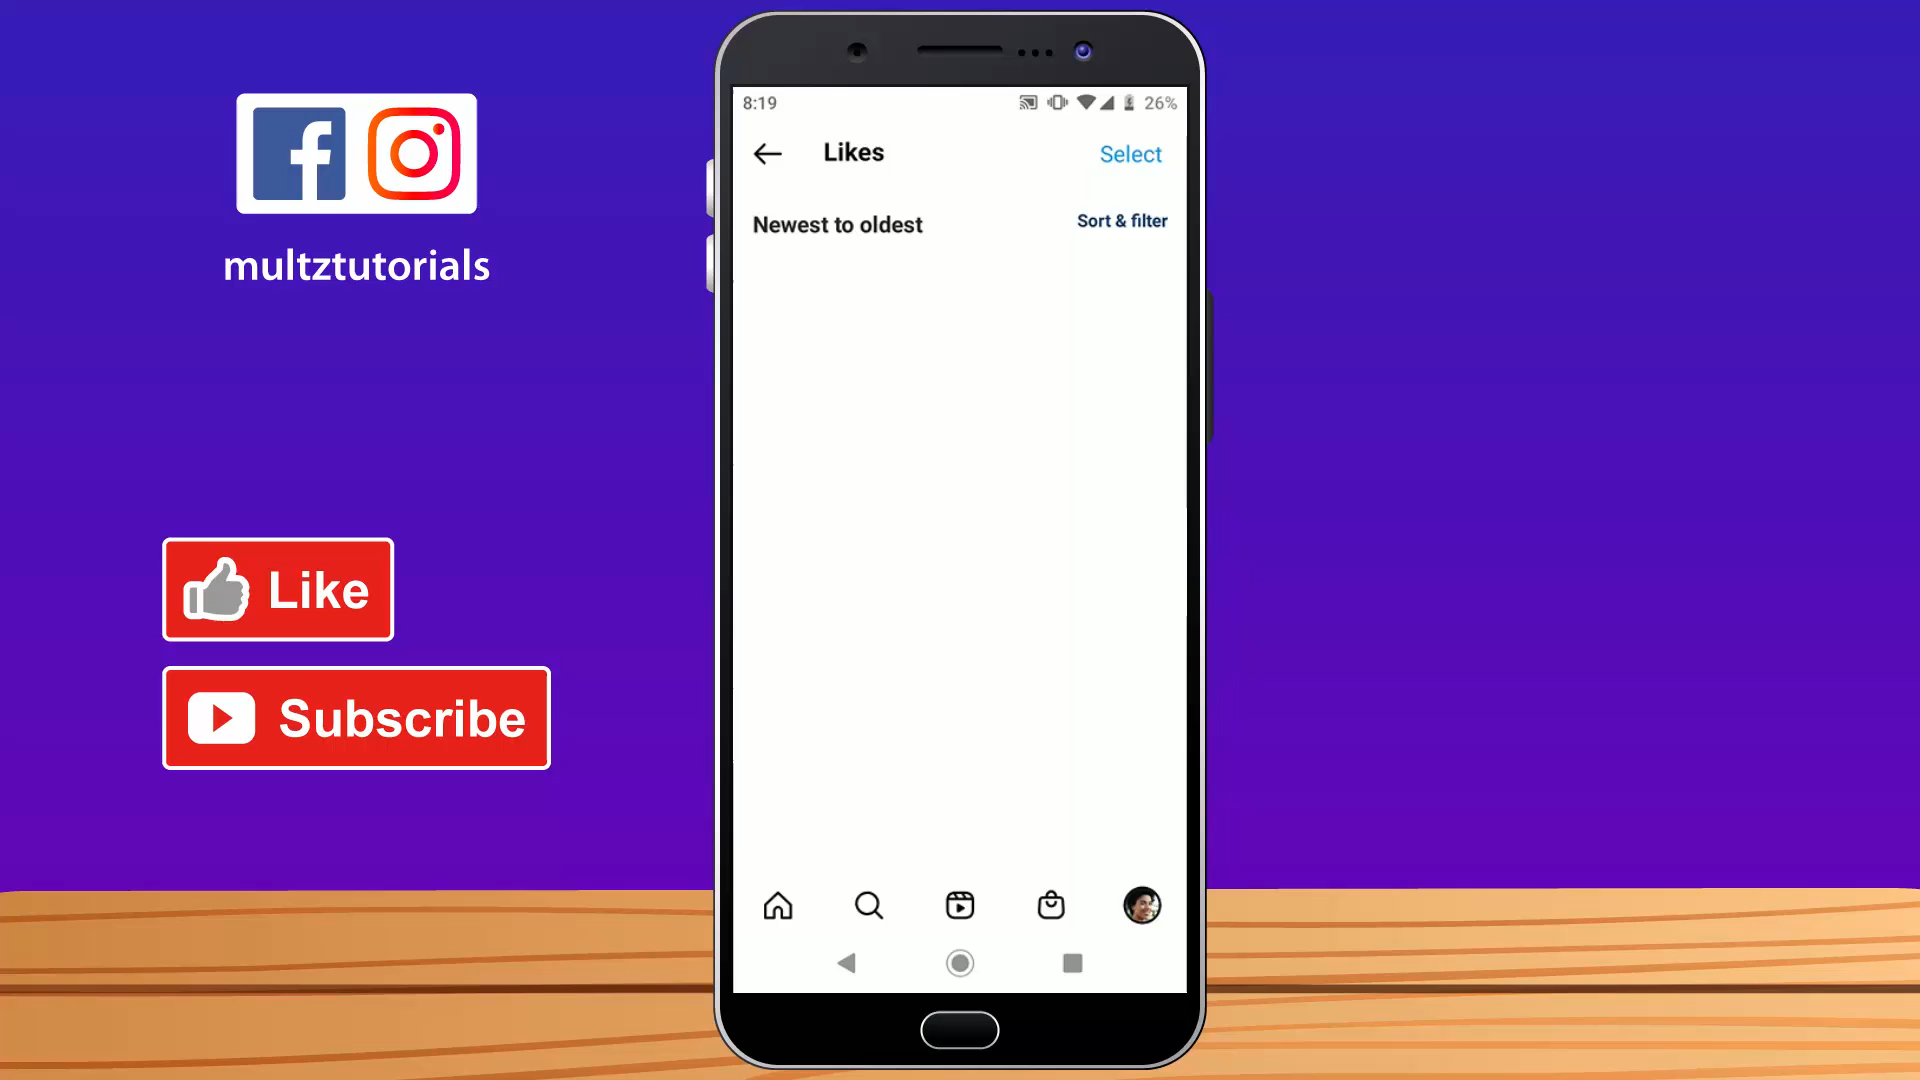 multztutorials
Like
Subscribe
8:19
26%
Likes
Select
Newest to oldest
Sort & filter